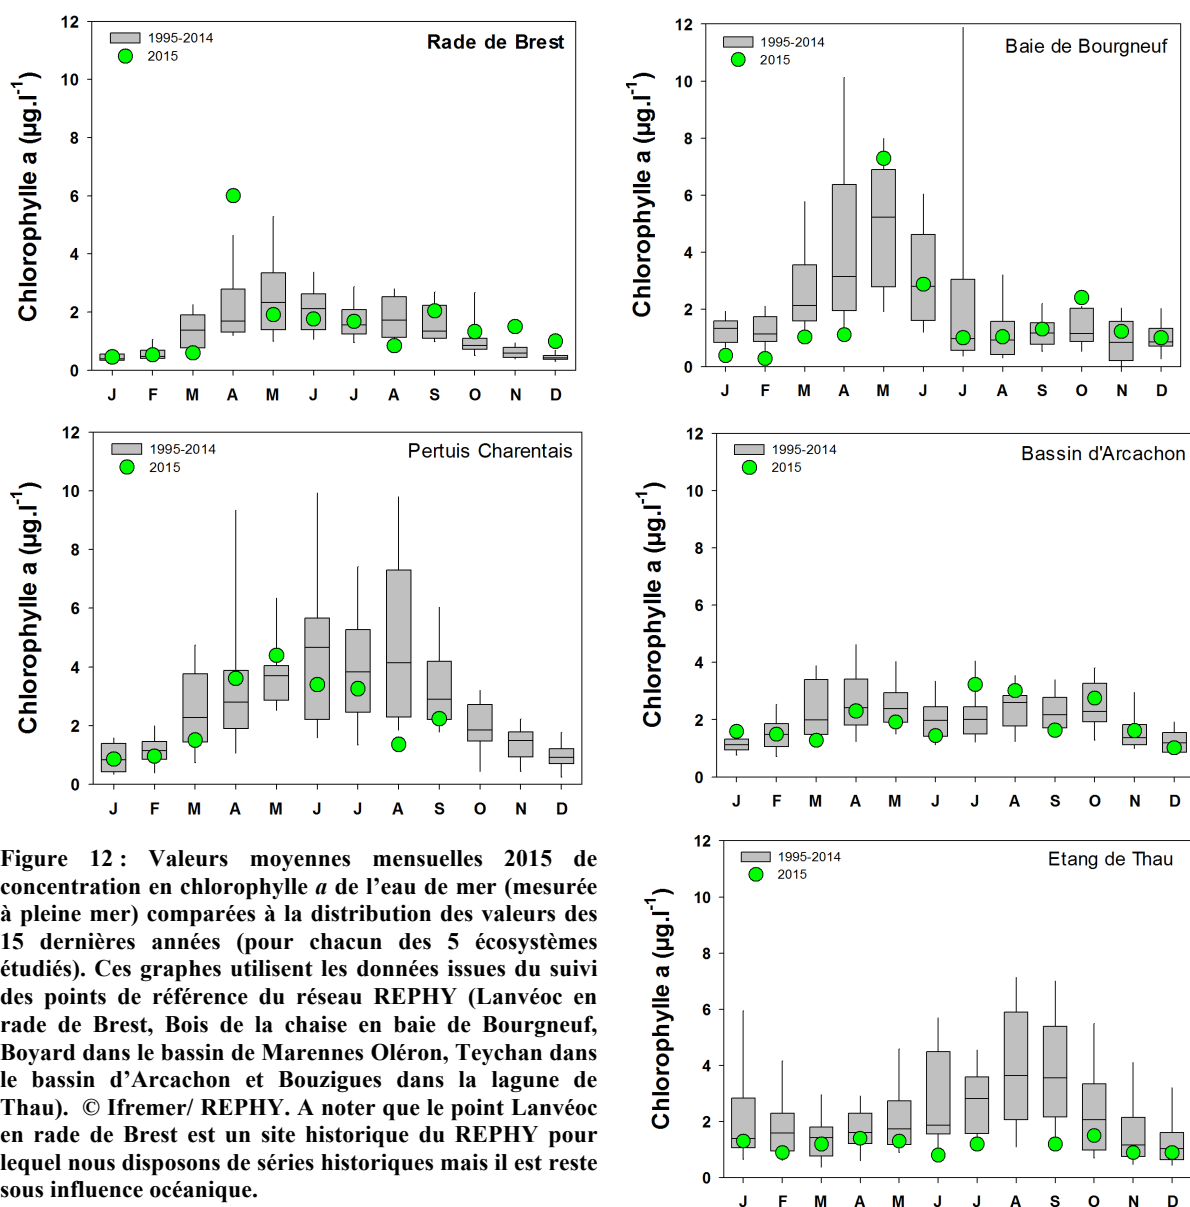 12
10
8
6
4
2
0
Chlorophylle a (µg.l-1)
1995-2014
2015
Rade de Brest
J F M A M J J A S O N D
12
10
8
6
4
2
0
Chlorophylle a (µg.l-1)
1995-2014
2015
Baie de Bourgneuf
J F M A M J J A S O N D
12
10
8
6
4
2
0
Chlorophylle a (µg.l-1)
1995-2014
2015
Pertuis Charentais
J F M A M J J A S O N D
12
10
8
6
4
2
0
Chlorophylle a (µg.l-1)
1995-2014
2015
Bassin d'Arcachon
J F M A M J J A S O N D
Figure 12 : Valeurs moyennes mensuelles 2015 de
concentration en chlorophylle a de l’eau de mer (mesurée
à pleine mer) comparées à la distribution des valeurs des
15 dernières années (pour chacun des 5 écosystèmes
étudiés). Ces graphes utilisent les données issues du suivi
des points de référence du réseau REPHY (Lanvéoc en
rade de Brest, Bois de la chaise en baie de Bourgneuf,
Boyard dans le bassin de Marennes Oléron, Teychan dans
le bassin d’Arcachon et Bouzigues dans la lagune de
Thau). © Ifremer/ REPHY. A noter que le point Lanvéoc
en rade de Brest est un site historique du REPHY pour
lequel nous disposons de séries historiques mais il est reste
sous influence océanique.
12
10
8
6
4
2
0
Chlorophylle a (µg.l-1)
1995-2014
2015
Etang de Thau
J F M A M J J A S O N D